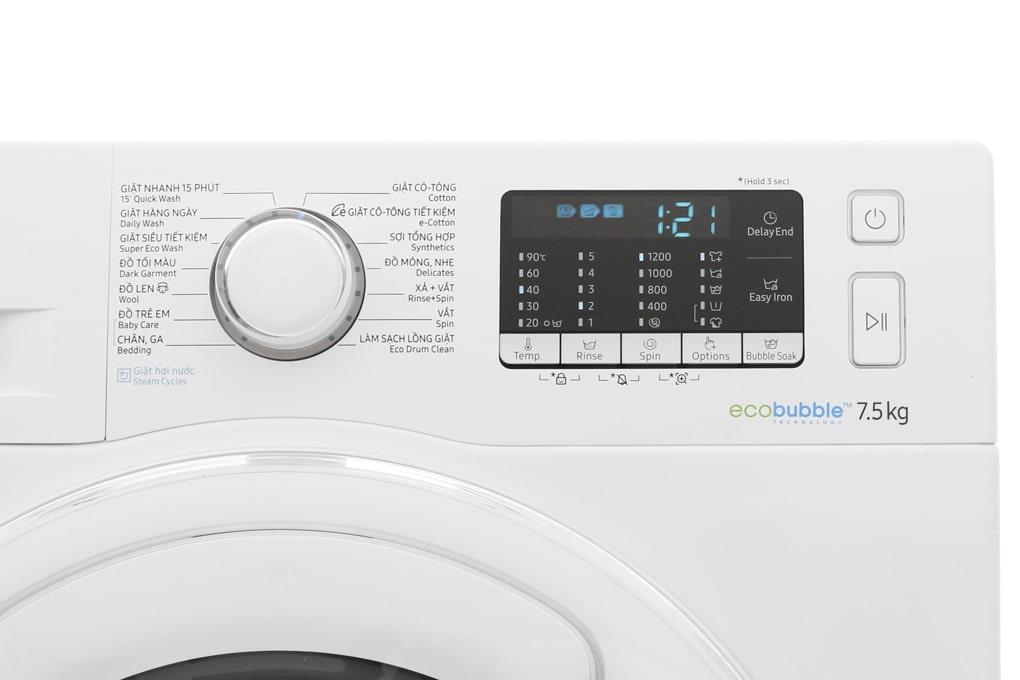 GIẶT NHANH 15 PHÚT
15' Quick Wash
GIẶT HÀNG NGÀY
Daily Wash
GIẶT SIÊU TIẾT KIỆM
Super Eco Wash
ĐỒ TỐI MÀU
Dark Garment
ĐỒ LEN
Wool
ĐỒ TRẺ EM
Baby Care
CHĂN, GA
Bedding
Giặt hơi nước
Steam Cycles
GIẶT CÔ-TÔNG
Cotton
GIẶT CÔ-TÔNG TIẾT KIỆM
e-Cotton
SỢI TỔNG HỢP
Synthetics
ĐỒ MỎNG, NHẸ
Delicates
XẢ + VẮT
Rinse+Spin
VẮT
Spin
LÀM SẠCH LỒNG GIẶT
Eco Drum Clean
*(Hold 3 sec)
1:21
Delay End
90℃ 5 1200
60 4 1000
40 3 800
30 2 400
20 1
Easy Iron
Temp. Rinse Spin Options Bubble Soak
ecobubble™ 7.5 kg
TECHNOLOGY